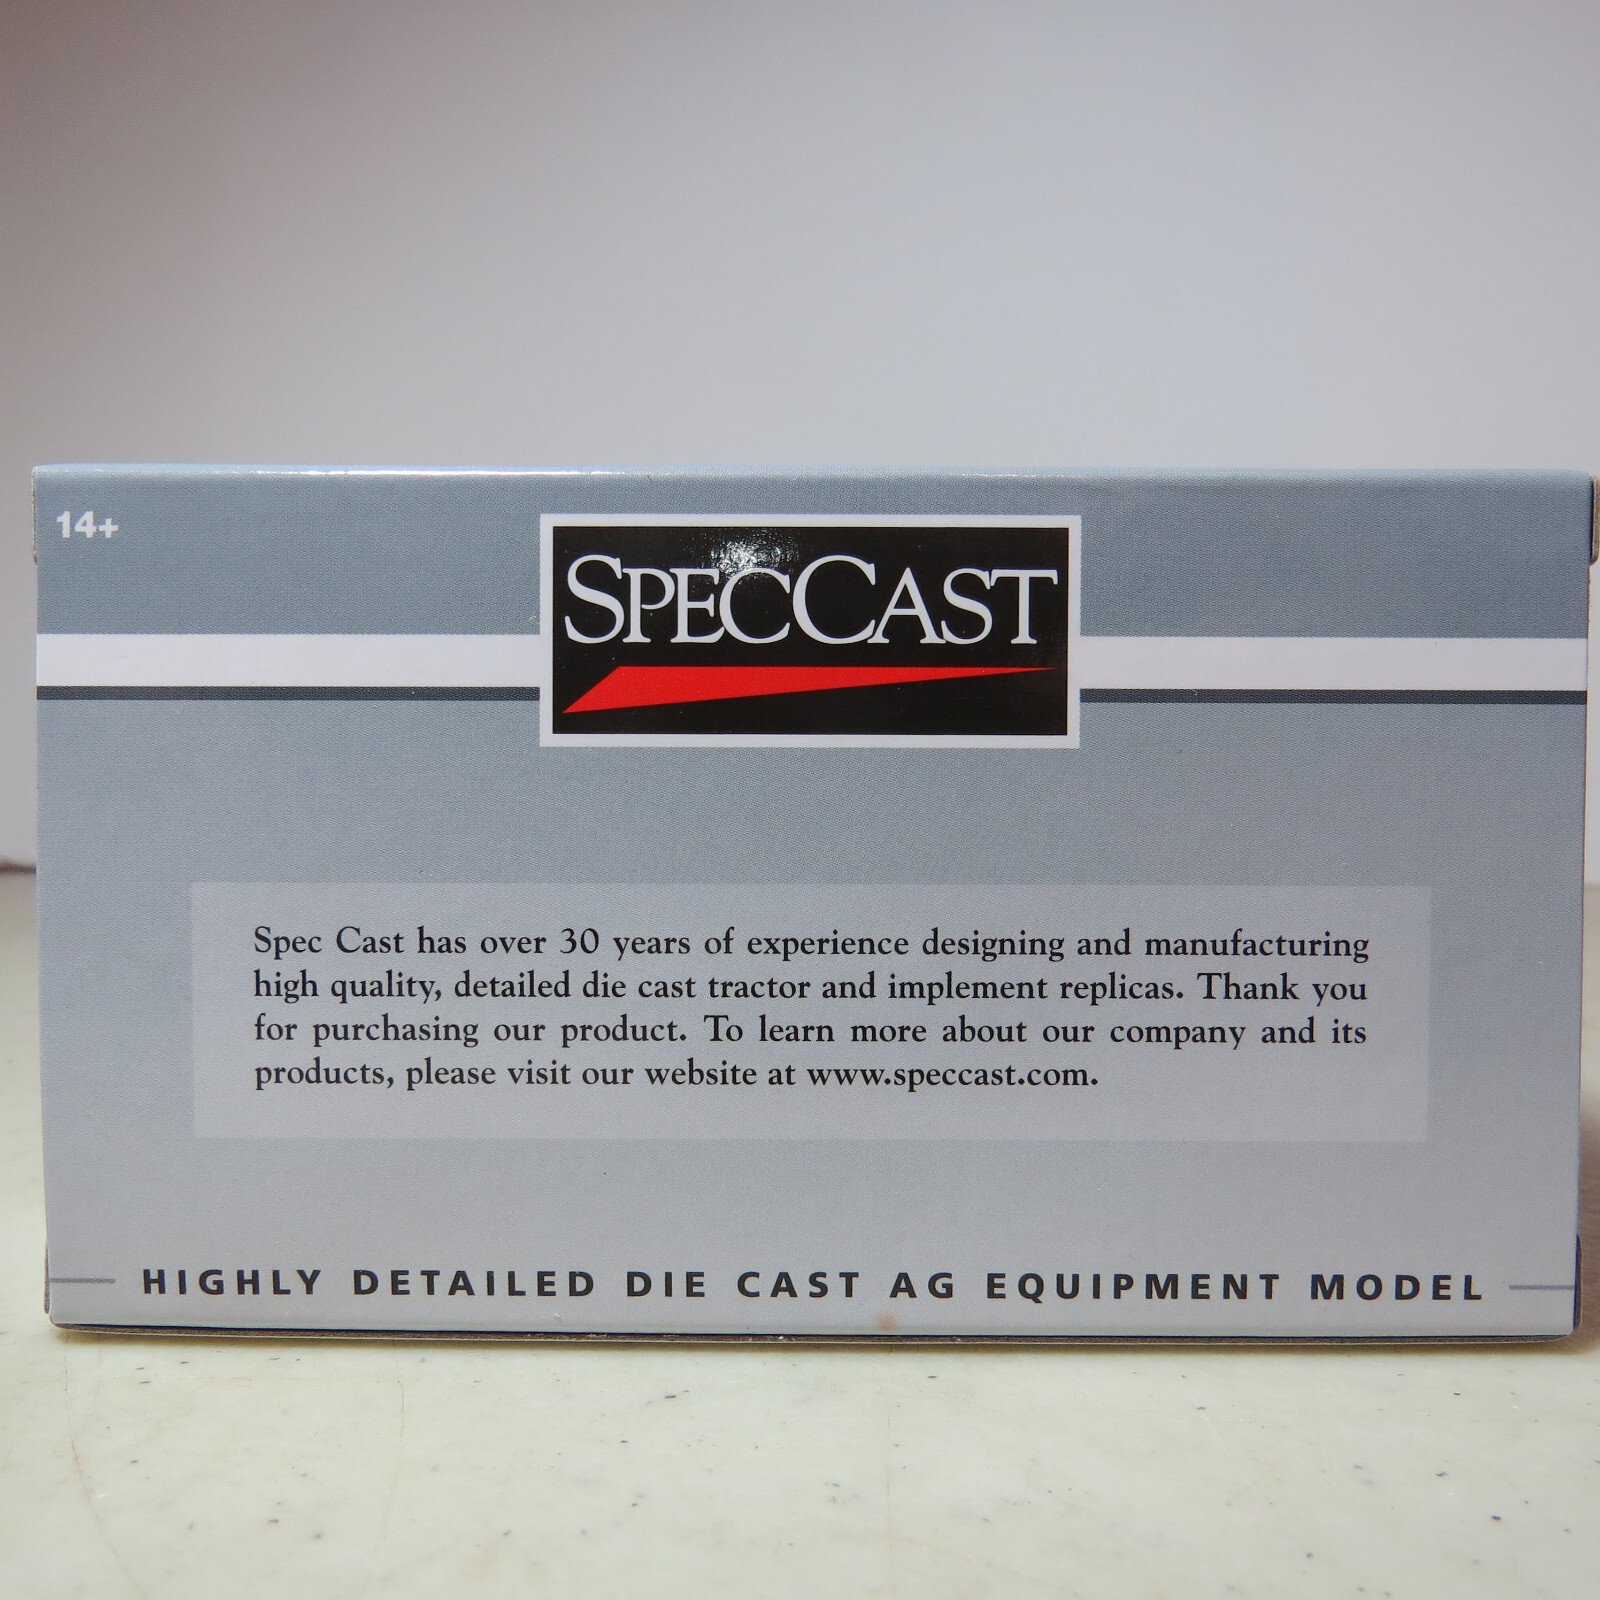 14+
SPECCAST
Spec Cast has over 30 years of experience designing and manufacturing
high quality, detailed die cast tractor and implement replicas. Thank you
for purchasing our product. To learn more about our company and its
products, please visit our website at www.speccast.com.
HIGHLY DETAILED DIE CAST AG EQUIPMENT MODEL